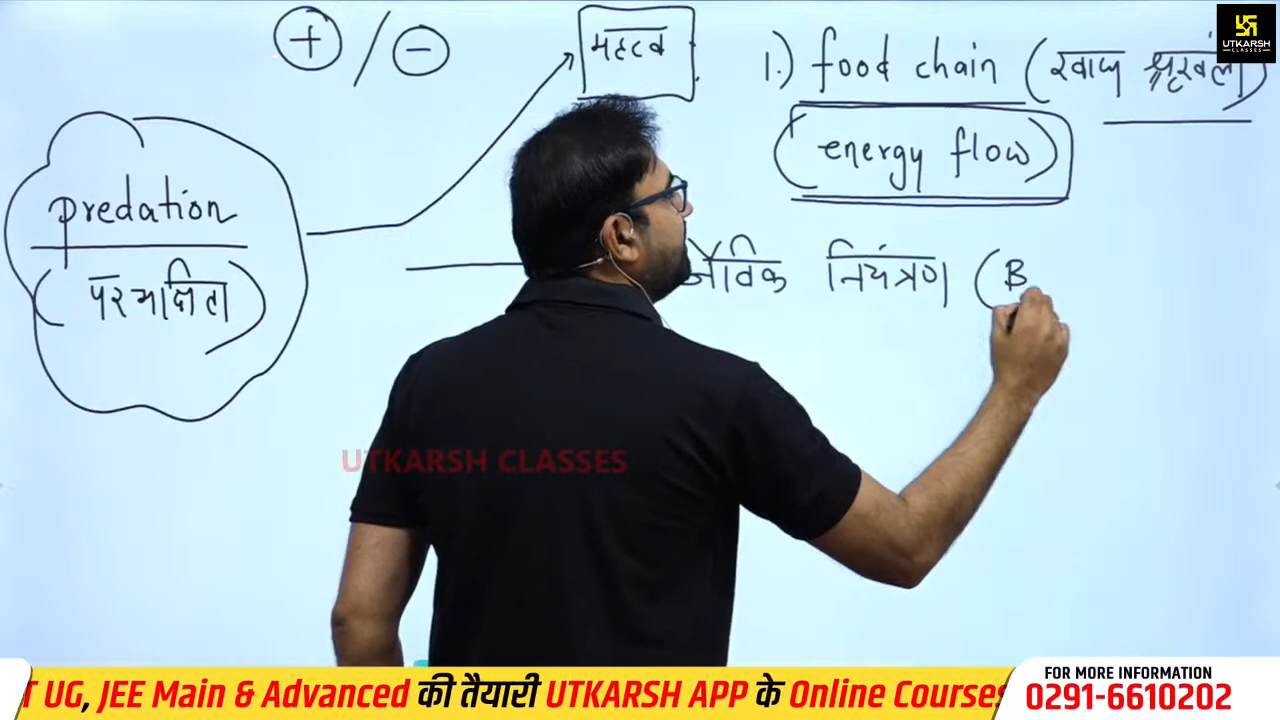 + / -
महत्व
1.) food chain (खाद्य श्रृखंला)
(energy flow)
predation
(परभक्षिता)
जैविक नियंत्रण (B
UTKARSH CLASSES
UTKARSH CLASSES
T UG, JEE Main & Advanced की तैयारी UTKARSH APP के Online Courses
FOR MORE INFORMATION
0291-6610202